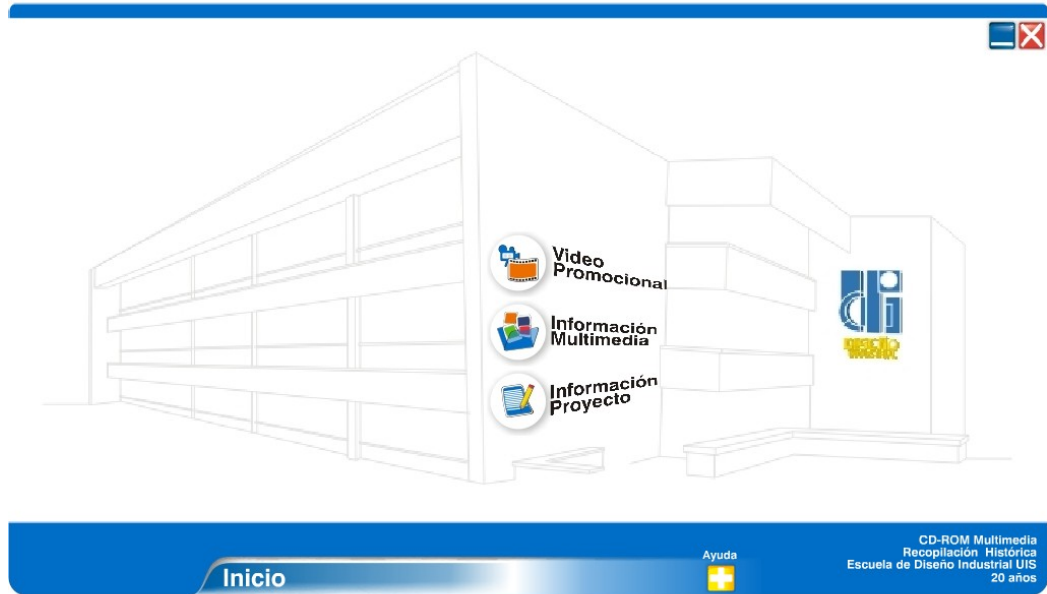 Video
Promocional
Información
Multimedia
Información
Proyecto
di
Inicio
Ayuda
CD-ROM Multimedia
Recopilación Histórica
Escuela de Diseño Industrial UIS
20 años